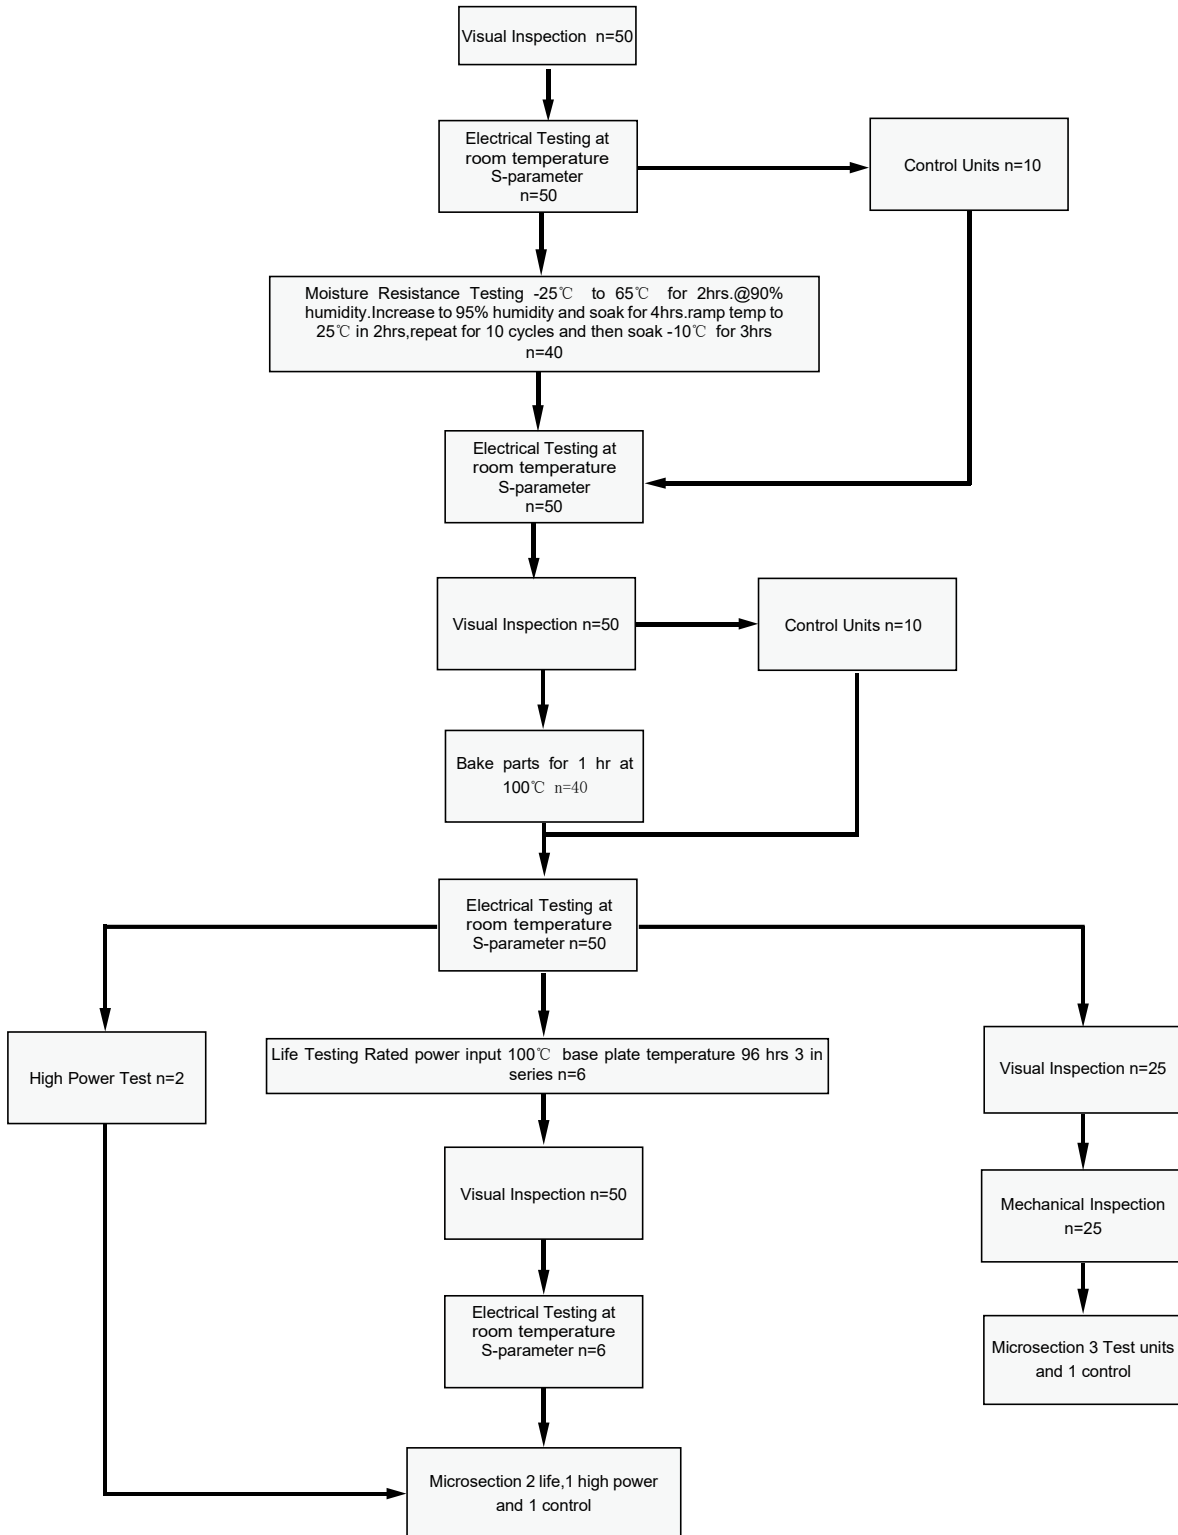 Visual Inspection n=50
Electrical Testing at
room temperature
S-parameter
n=50
Control Units n=10
Moisture Resistance Testing -25℃ to 65℃ for 2hrs.@90%
humidity.Increase to 95% humidity and soak for 4hrs.ramp temp to
25℃ in 2hrs,repeat for 10 cycles and then soak -10℃ for 3hrs
n=40
Electrical Testing at
room temperature
S-parameter
n=50
Visual Inspection n=50
Control Units n=10
Bake parts for 1 hr at
100℃ n=40
Electrical Testing at
room temperature
S-parameter n=50
High Power Test n=2
Life Testing Rated power input 100℃ base plate temperature 96 hrs 3 in
series n=6
Visual Inspection n=25
Visual Inspection n=50
Mechanical Inspection
n=25
Electrical Testing at
room temperature
S-parameter n=6
Microsection 3 Test units
and 1 control
Microsection 2 life,1 high power
and 1 control